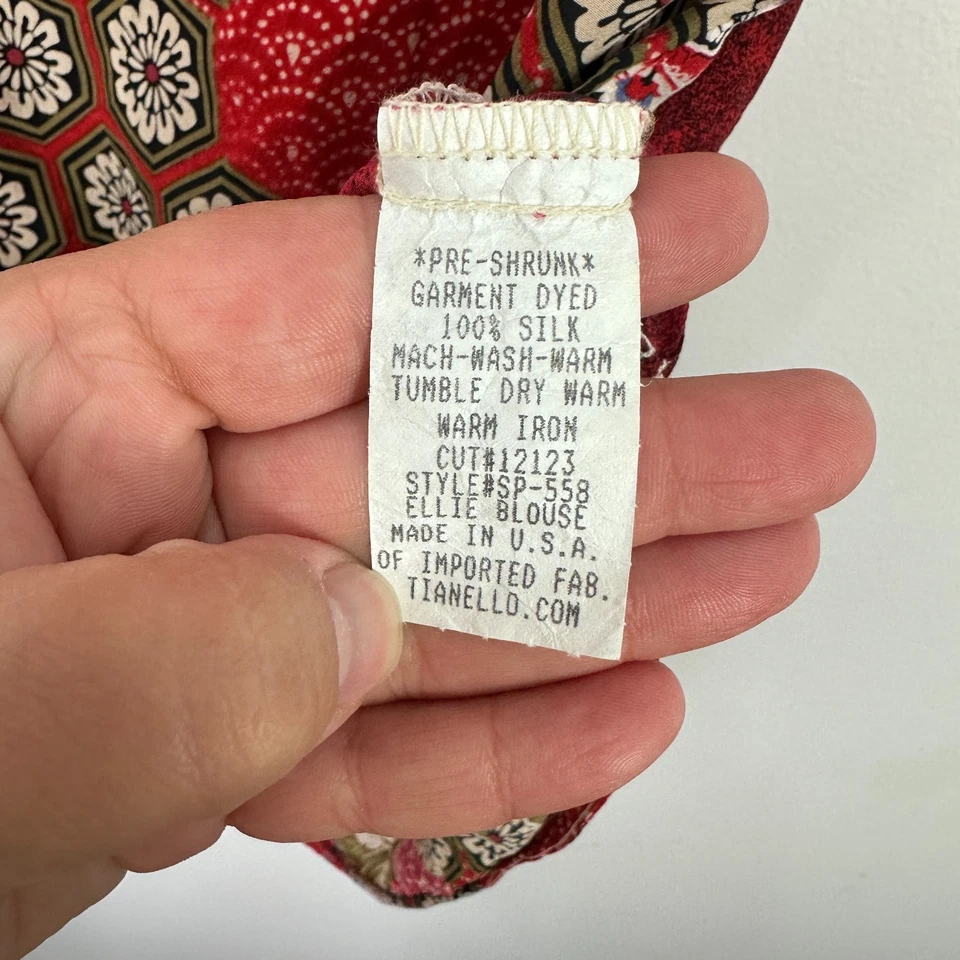 *PRE-SHRUNK*
GARMENT DYED
100% SILK
MACH-WASH-WARM
TUMBLE DRY WARM
WARM IRON
CUT#12123
STYLE#SP-558
ELLIE BLOUSE
MADE IN U.S.A.
OF IMPORTED FAB.
TIANELLO.COM